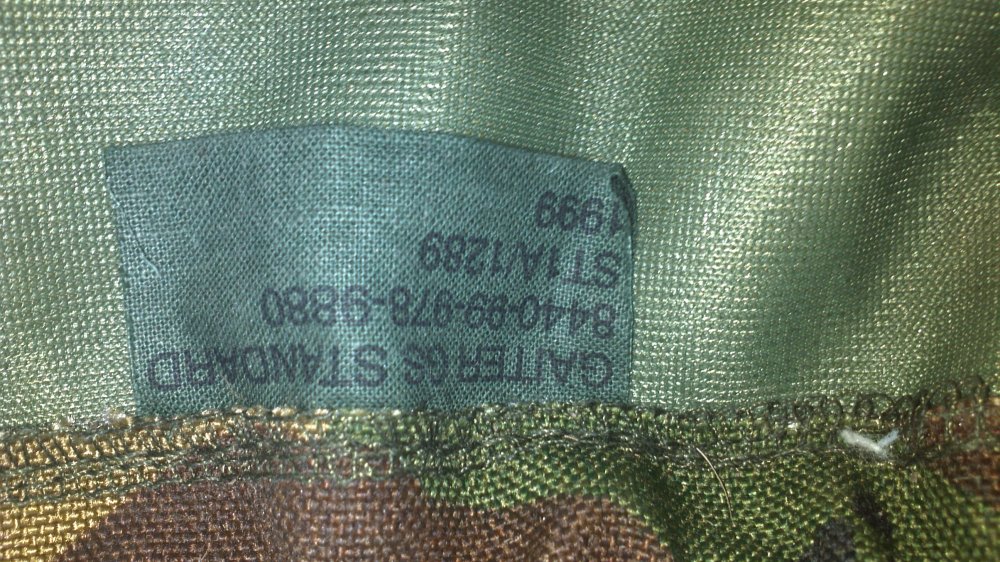 GAITER GS STANDARD
8440-99-978-9880
ST1A/1289
1999